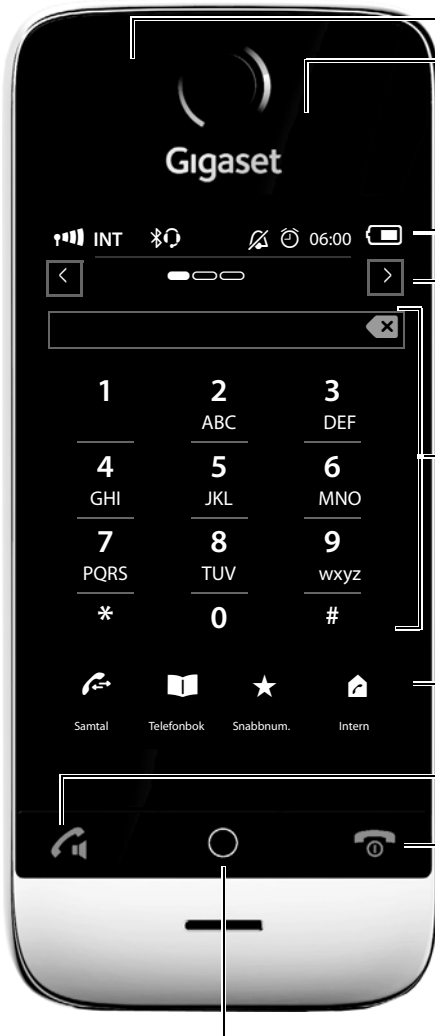 Gigaset
INT 06:00
1 2 3
ABC DEF
4 5 6
GHI JKL MNO
7 8 9
PQRS TUV wxyz
* 0 #
Samtal Telefonbok Snabbnum. Intern